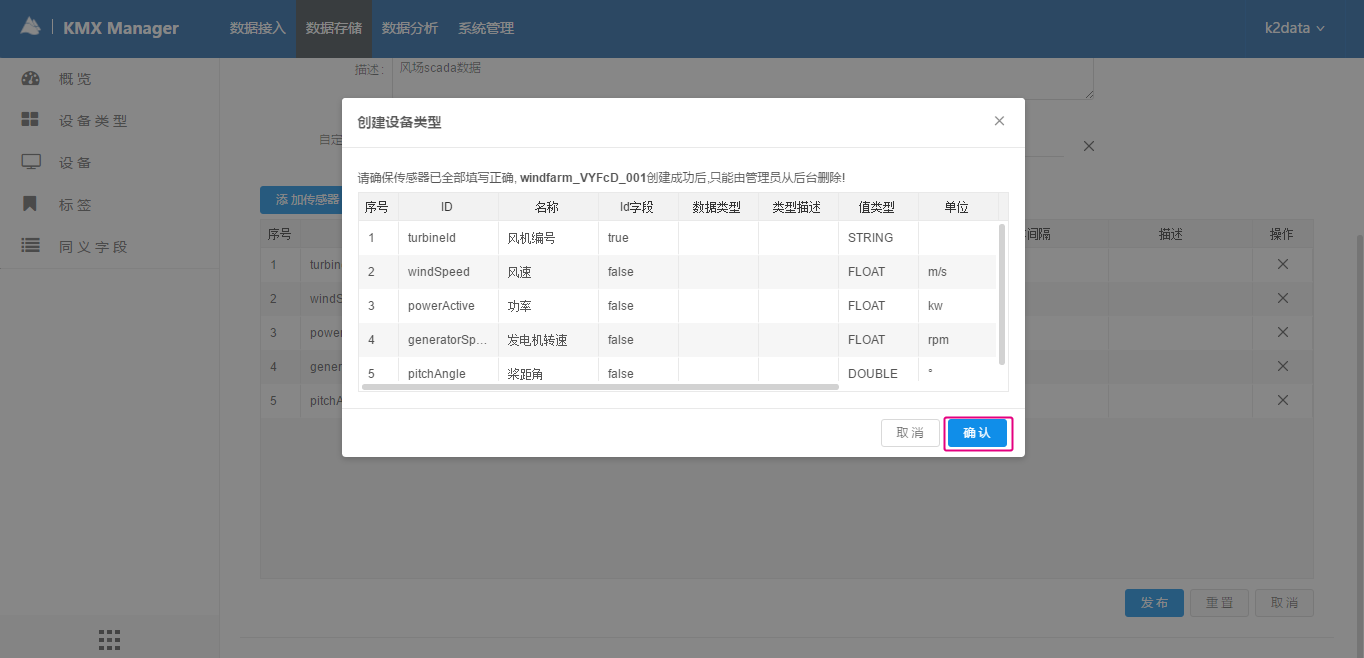 KMX Manager 数据接入 数据存储 数据分析 系统管理 k2data
概览
设备类型
设备
标签
同义字段
描述: 风场scada数据
自定
添加传感器
序号 间隔 描述 操作
1 turbin
2 windS
3 power
4 gener
5 pitchA
创建设备类型
请确保传感器已全部填写正确, windfarm_VYFcD_001创建成功后,只能由管理员从后台删除!
序号 ID 名称 Id字段 数据类型 类型描述 值类型 单位
1 turbineId 风机编号 true STRING
2 windSpeed 风速 false FLOAT m/s
3 powerActive 功率 false FLOAT kw
4 generatorSp... 发电机转速 false FLOAT rpm
5 pitchAngle 桨距角 false DOUBLE °
取消 确认
发布 重置 取消